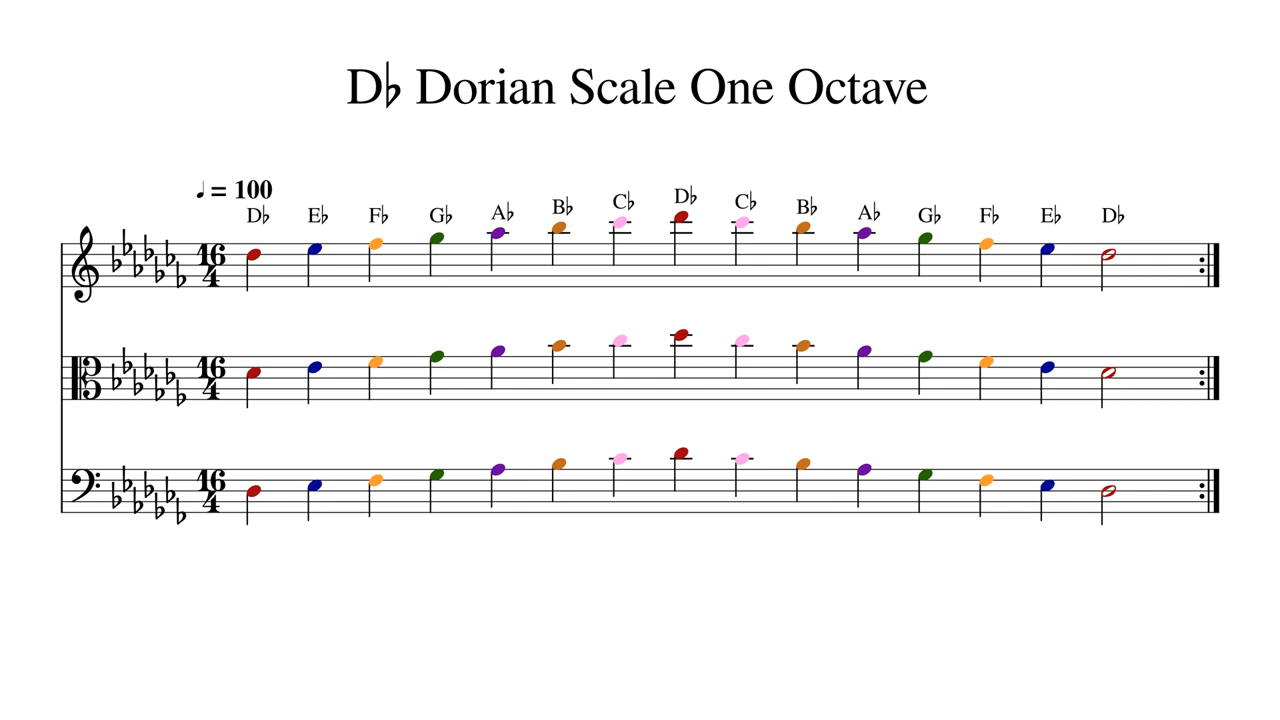 D♭ Dorian Scale One Octave
♩ = 100
D♭ E♭ F♭ G♭ A♭ B♭ C♭ D♭ C♭ B♭ A♭ G♭ F♭ E♭ D♭
16
4
16
4
16
4